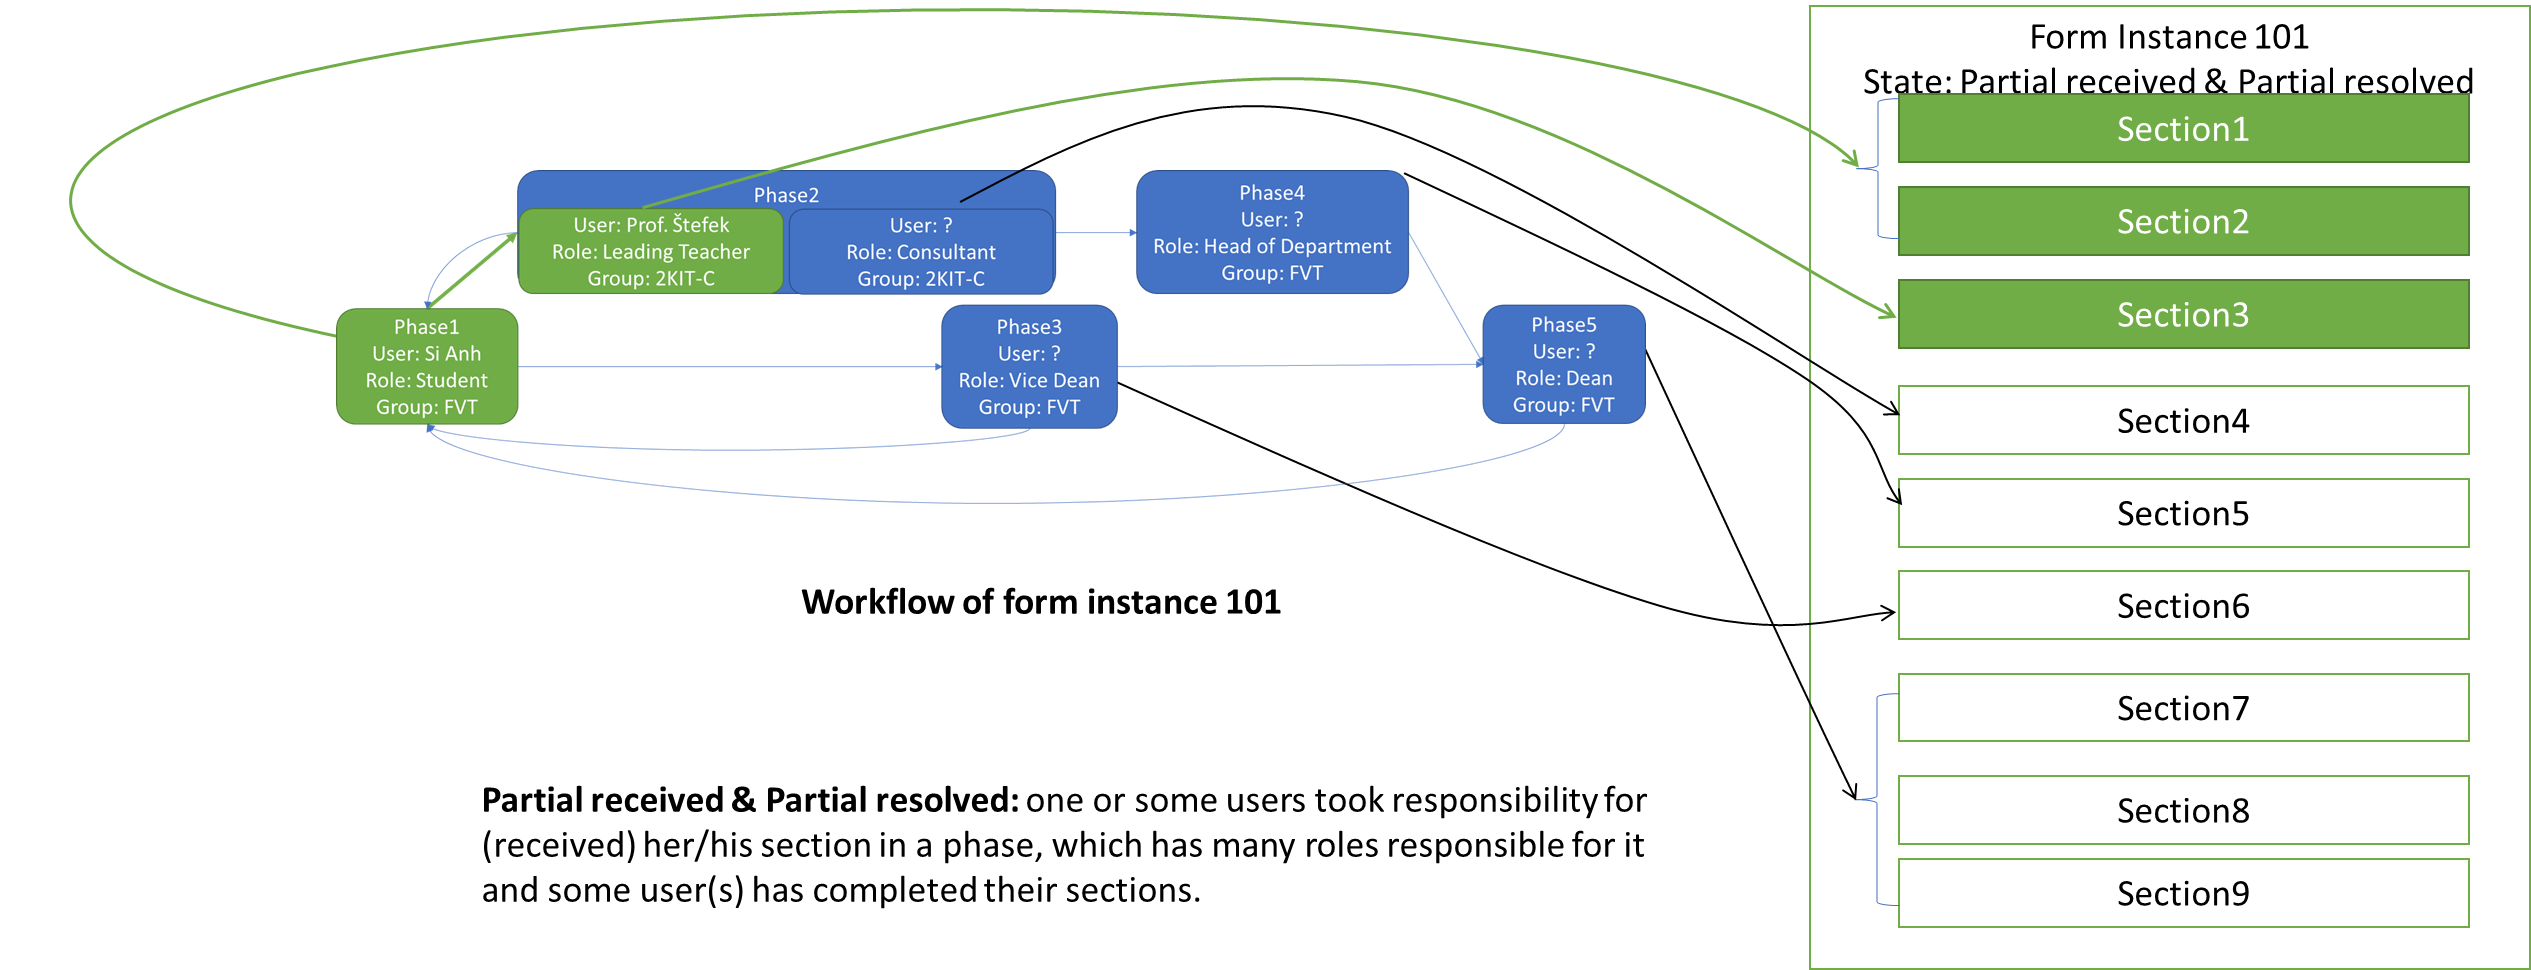 Form Instance 101
State: Partial received & Partial resolved
Phase2
User: Prof. Štefek
Role: Leading Teacher
Group: 2KIT-C
User: ?
Role: Consultant
Group: 2KIT-C
Phase4
User: ?
Role: Head of Department
Group: FVT
Phase1
User: Si Anh
Role: Student
Group: FVT
Phase3
User: ?
Role: Vice Dean
Group: FVT
Phase5
User: ?
Role: Dean
Group: FVT
Section1
Section2
Section3
Section4
Section5
Section6
Section7
Section8
Section9
Workflow of form instance 101
Partial received & Partial resolved: one or some users took responsibility for
(received) her/his section in a phase, which has many roles responsible for it
and some user(s) has completed their sections.